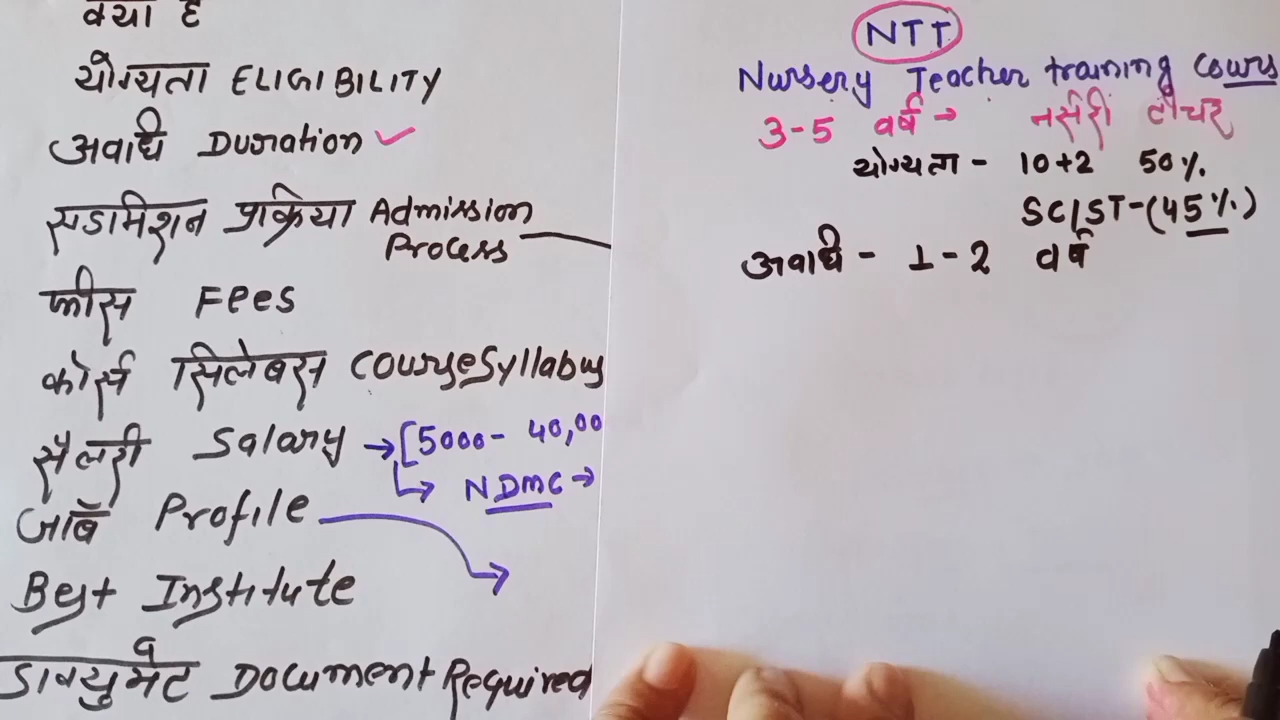 क्या है
योग्यता ELIGIBILITY
अवधि Duration ✓
एडमिशन प्रक्रिया Admission Process
फीस Fees
कोर्स सिलेबस Course Syllabus
सैलरी Salary → [5000- 40,00
→ NDMC →
जॉब Profile
Best Institute
डाक्युमेंट Document Required
NTT
Nursery Teacher training Cours
3-5 वर्ष → नर्सरी टीचर
योग्यता - 10+2 50%.
SC/ST-(45%.)
अवधि - 1-2 वर्ष